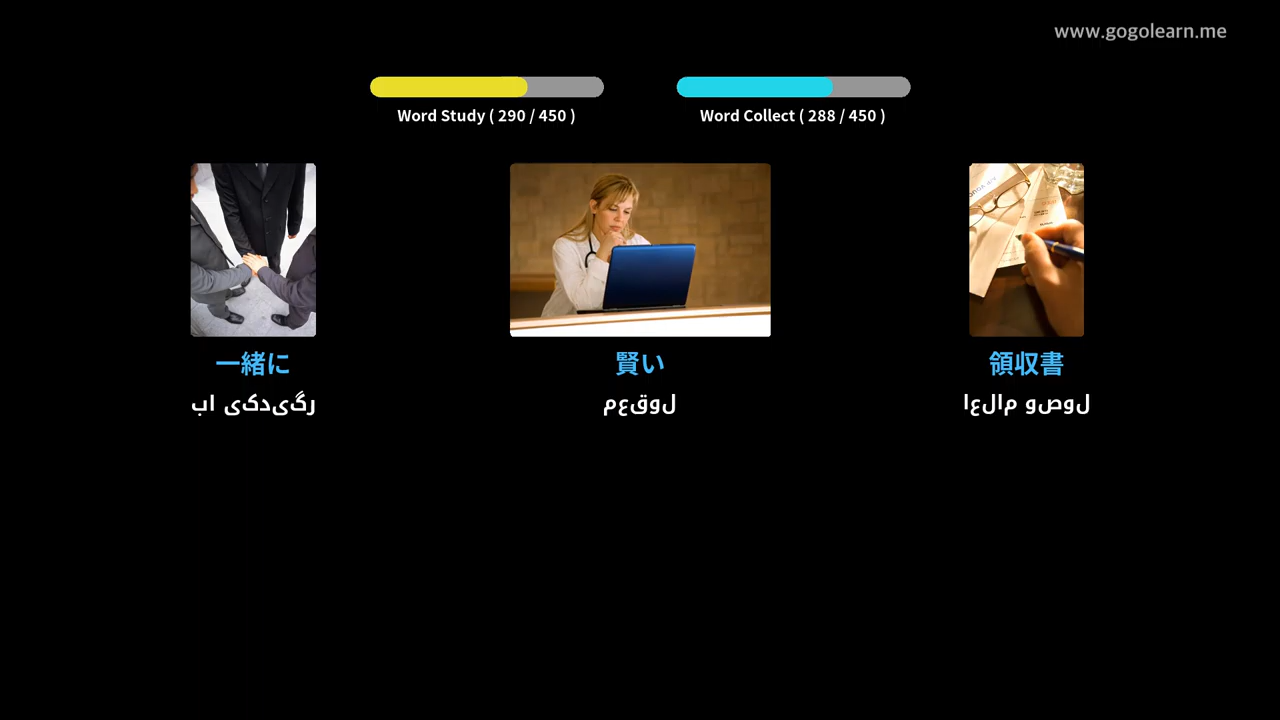 www.gogolearn.me
Word Study ( 290 / 450 )
Word Collect ( 288 / 450 )
一緒に
賢い
領収書
با یکدیگر
معقول
اعلام وصول